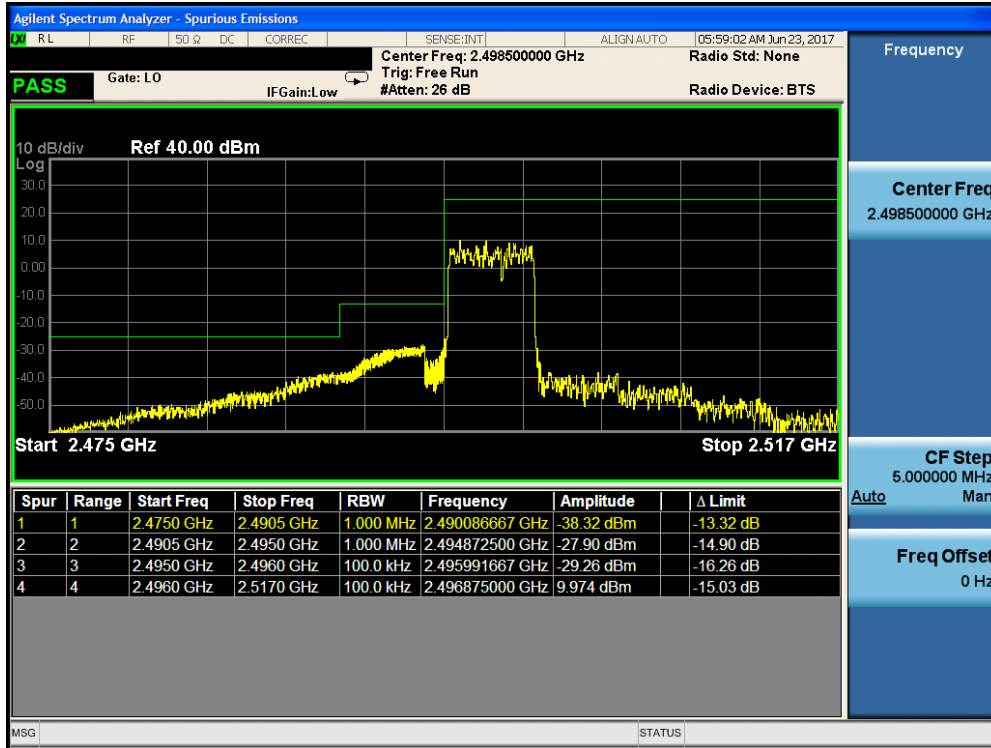 Agilent Spectrum Analyzer - Spurious Emissions
LXI RL RF 50 Ω DC CORREC SENSE:INT ALIGN AUTO 05:59:02 AM Jun 23, 2017
Center Freq: 2.498500000 GHz Radio Std: None
Trig: Free Run
PASS Gate: LO IFGain:Low #Atten: 26 dB Radio Device: BTS
10 dB/div Ref 40.00 dBm
Log
30.0
20.0
10.0
0.00
-10.0
-20.0
-30.0
-40.0
-50.0
Start 2.475 GHz Stop 2.517 GHz
Spur Range Start Freq Stop Freq RBW Frequency Amplitude Δ Limit
1 1 2.4750 GHz 2.4905 GHz 1.000 MHz 2.490086667 GHz -38.32 dBm -13.32 dB
2 2 2.4905 GHz 2.4950 GHz 1.000 MHz 2.494872500 GHz -27.90 dBm -14.90 dB
3 3 2.4950 GHz 2.4960 GHz 100.0 kHz 2.495991667 GHz -29.26 dBm -16.26 dB
4 4 2.4960 GHz 2.5170 GHz 100.0 kHz 2.496875000 GHz 9.974 dBm -15.03 dB
MSG STATUS
Frequency
Center Freq
2.498500000 GHz
CF Step
5.000000 MHz
Auto Man
Freq Offset
0 Hz